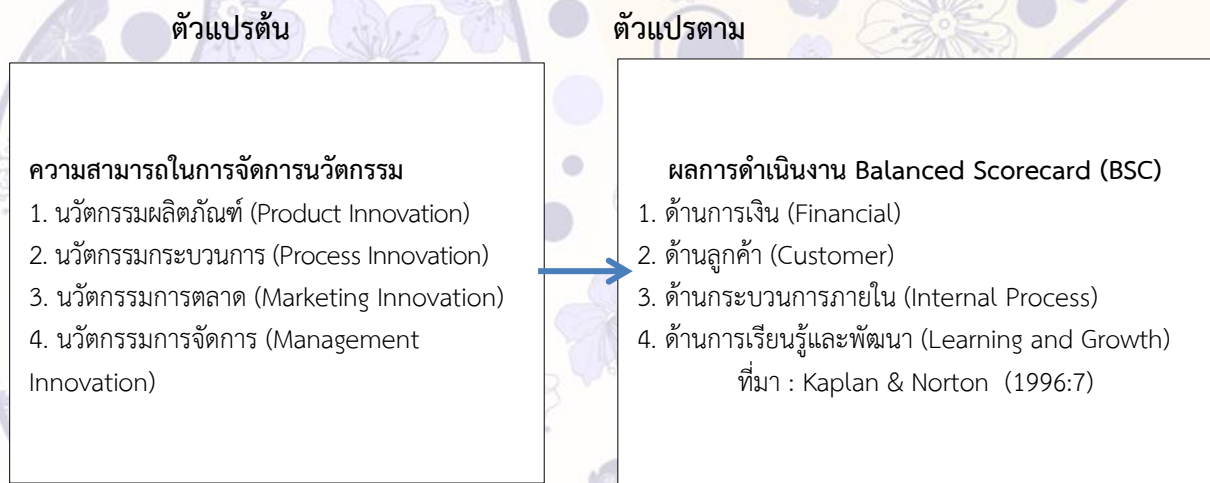 ตัวแปรต้น
ตัวแปรตาม
ความสามารถในการจัดการนวัตกรรม
1. นวัตกรรมผลิตภัณฑ์ (Product Innovation)
2. นวัตกรรมกระบวนการ (Process Innovation)
3. นวัตกรรมการตลาด (Marketing Innovation)
4. นวัตกรรมการจัดการ (Management
Innovation)
ผลการดำเนินงาน Balanced Scorecard (BSC)
1. ด้านการเงิน (Financial)
2. ด้านลูกค้า (Customer)
3. ด้านกระบวนการภายใน (Internal Process)
4. ด้านการเรียนรู้และพัฒนา (Learning and Growth)
ที่มา : Kaplan & Norton (1996:7)